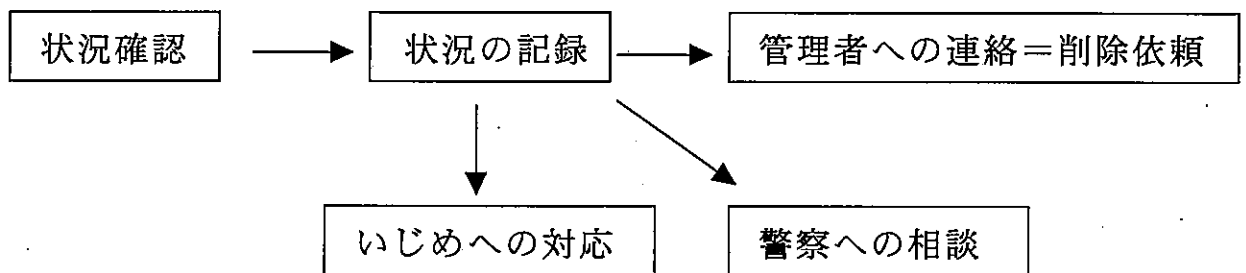 状況確認
状況の記録
管理者への連絡=削除依頼
いじめへの対応
警察への相談